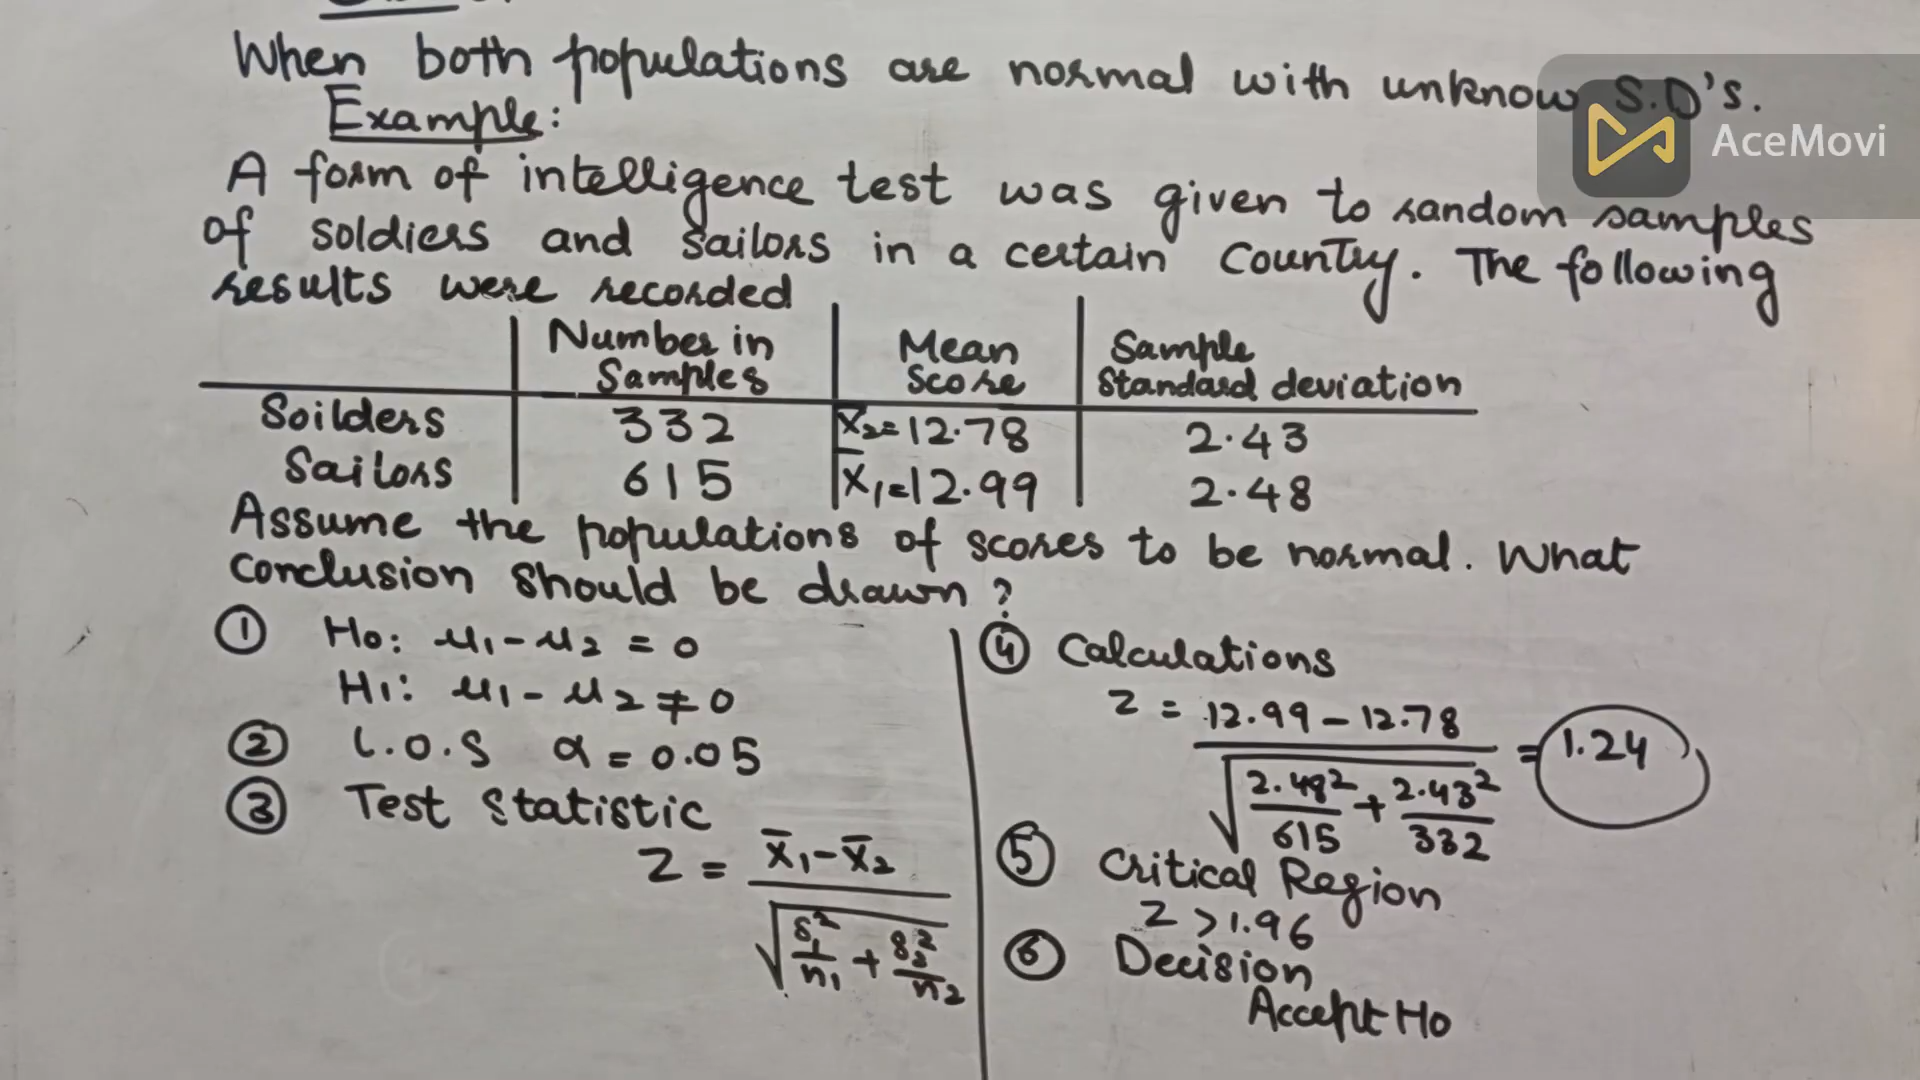 When both populations are normal with unknow S.D's.
Example:
AceMovi
A form of intelligence test was given to random samples
of soldiers and sailors in a certain country. The following
results were recorded
Number in Samples | Mean Score | Sample Standard deviation
Soilders 332 x̄₂=12.78 2.43
Sailors 615 x̄₁=12.99 2.48
Assume the populations of scores to be normal. What
conclusion should be drawn?
① H₀: μ₁-μ₂ = 0
H₁: μ₁-μ₂ ≠ 0
② L.O.S α = 0.05
③ Test Statistic
Z = (x̄₁-x̄₂) / √(s₁²/n₁ + s₂²/n₂)
④ Calculations
Z = (12.99 - 12.78) / √(2.48²/615 + 2.43²/332) = 1.24
⑤ Critical Region
Z > 1.96
⑥ Decision
Accept H₀